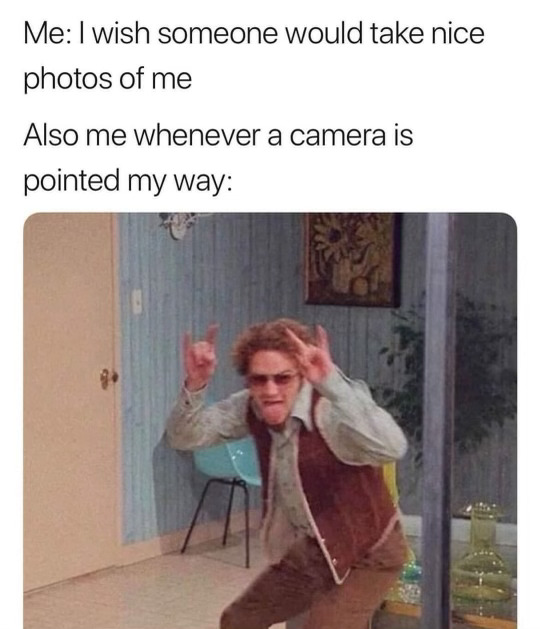 Me: I wish someone would take nice
photos of me
Also me whenever a camera is
pointed my way: